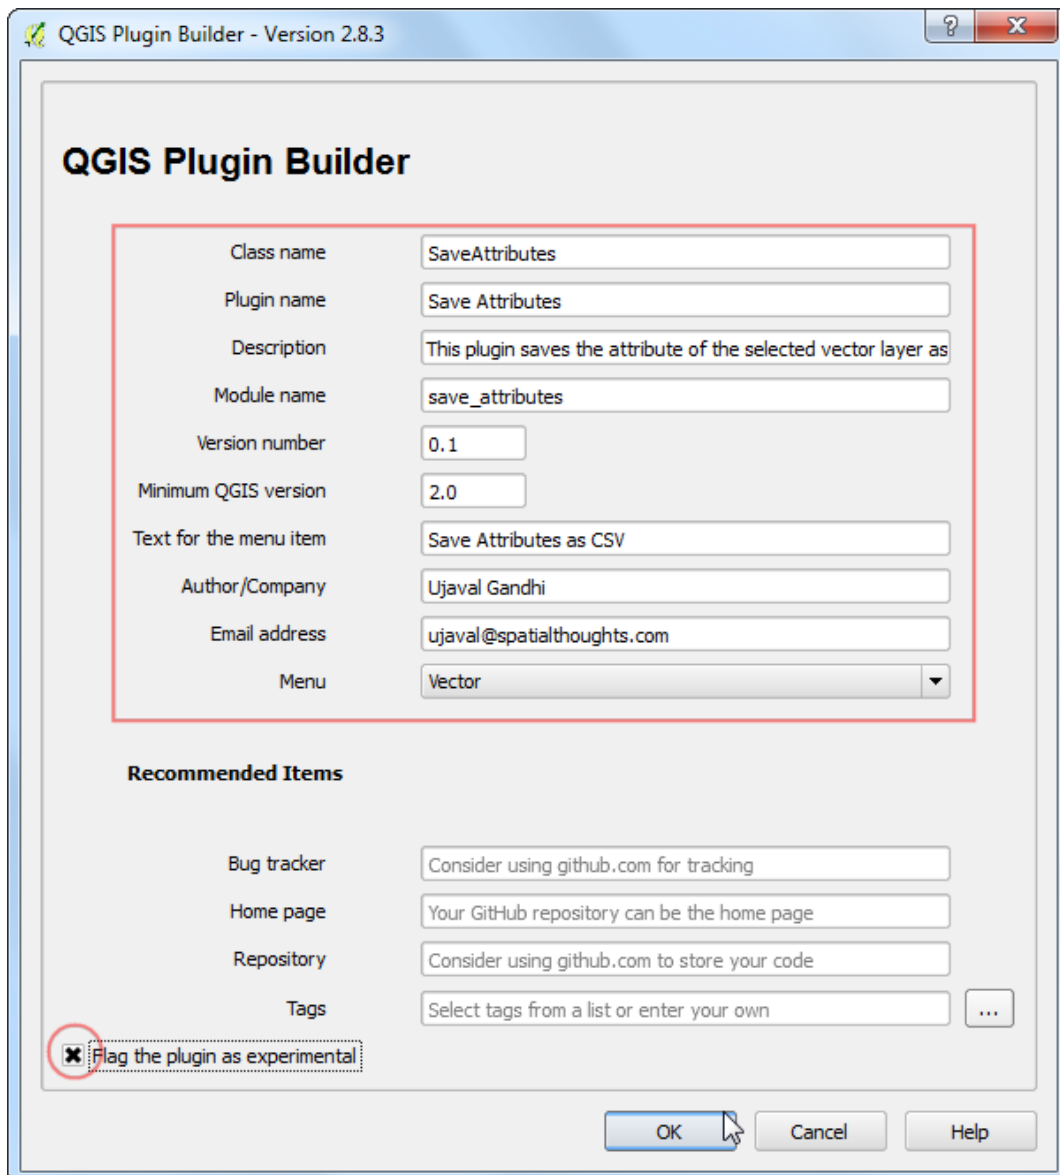 QGIS Plugin Builder - Version 2.8.3
QGIS Plugin Builder
Class name SaveAttributes
Plugin name Save Attributes
Description This plugin saves the attribute of the selected vector layer as
Module name save_attributes
Version number 0.1
Minimum QGIS version 2.0
Text for the menu item Save Attributes as CSV
Author/Company Ujaval Gandhi
Email address ujaval@spatialthoughts.com
Menu Vector
Recommended Items
Bug tracker Consider using github.com for tracking
Home page Your GitHub repository can be the home page
Repository Consider using github.com to store your code
Tags Select tags from a list or enter your own ...
Flag the plugin as experimental
OK Cancel Help